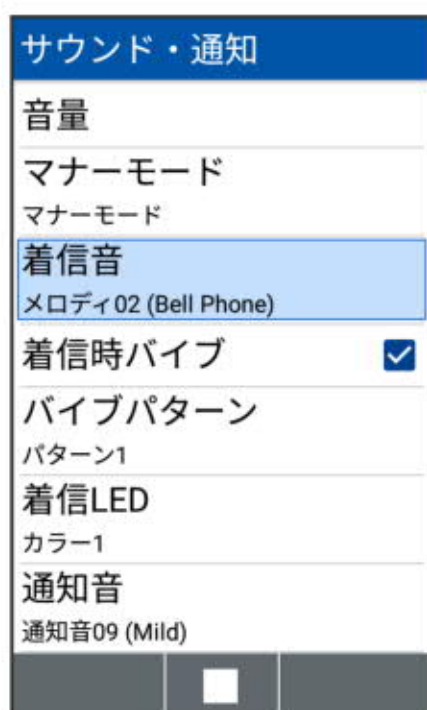 サウンド・通知
音量
マナーモード
マナーモード
着信音
メロディ02 (Bell Phone)
着信時バイブ
バイブパターン
パターン1
着信LED
カラー1
通知音
通知音09 (Mild)